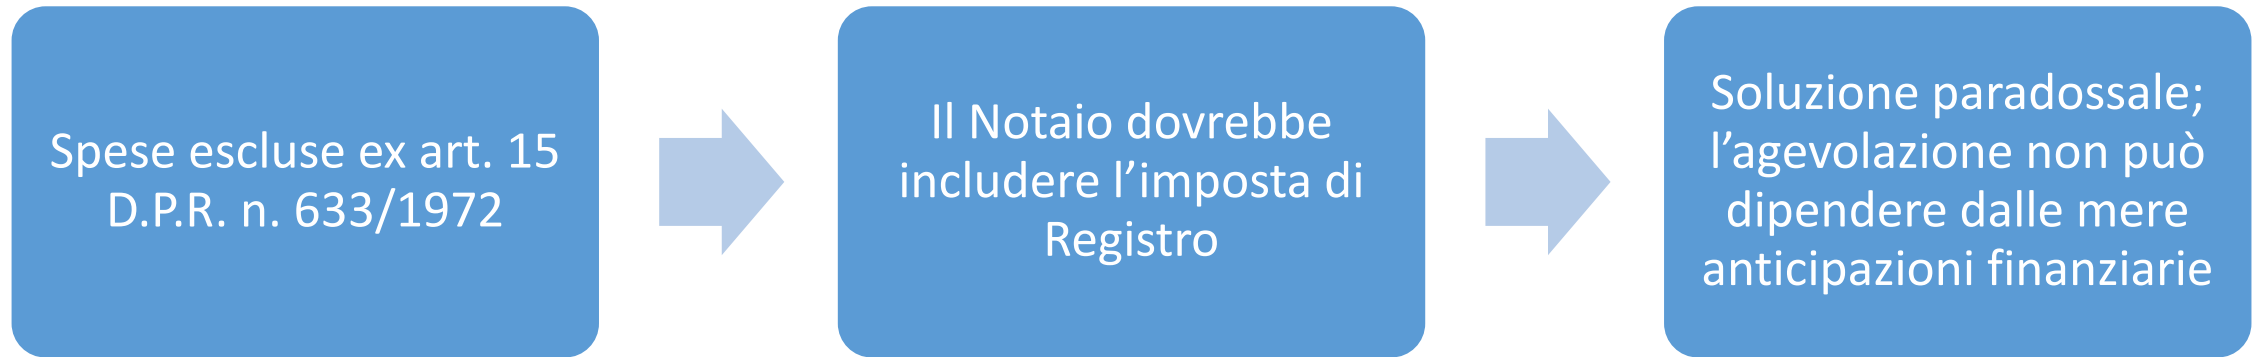 Spese escluse ex art. 15
D.P.R. n. 633/1972
Il Notaio dovrebbe
includere l’imposta di
Registro
Soluzione paradossale;
l’agevolazione non può
dipendere dalle mere
anticipazioni finanziarie